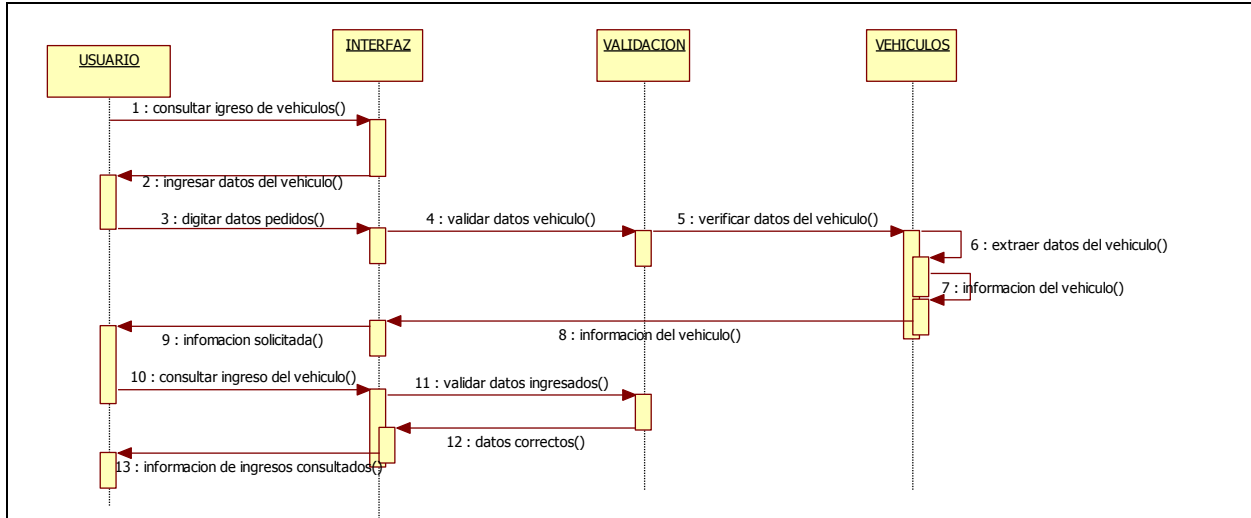 USUARIO
INTERFAZ
VALIDACION
VEHICULOS
1 : consultar igreso de vehiculos()
2 : ingresar datos del vehiculo()
3 : digitar datos pedidos()
4 : validar datos vehiculo()
5 : verificar datos del vehiculo()
6 : extraer datos del vehiculo()
7 : informacion del vehiculo()
8 : informacion del vehiculo()
9 : infomacion solicitada()
10 : consultar ingreso del vehiculo()
11 : validar datos ingresados()
12 : datos correctos()
13 : informacion de ingresos consultados()